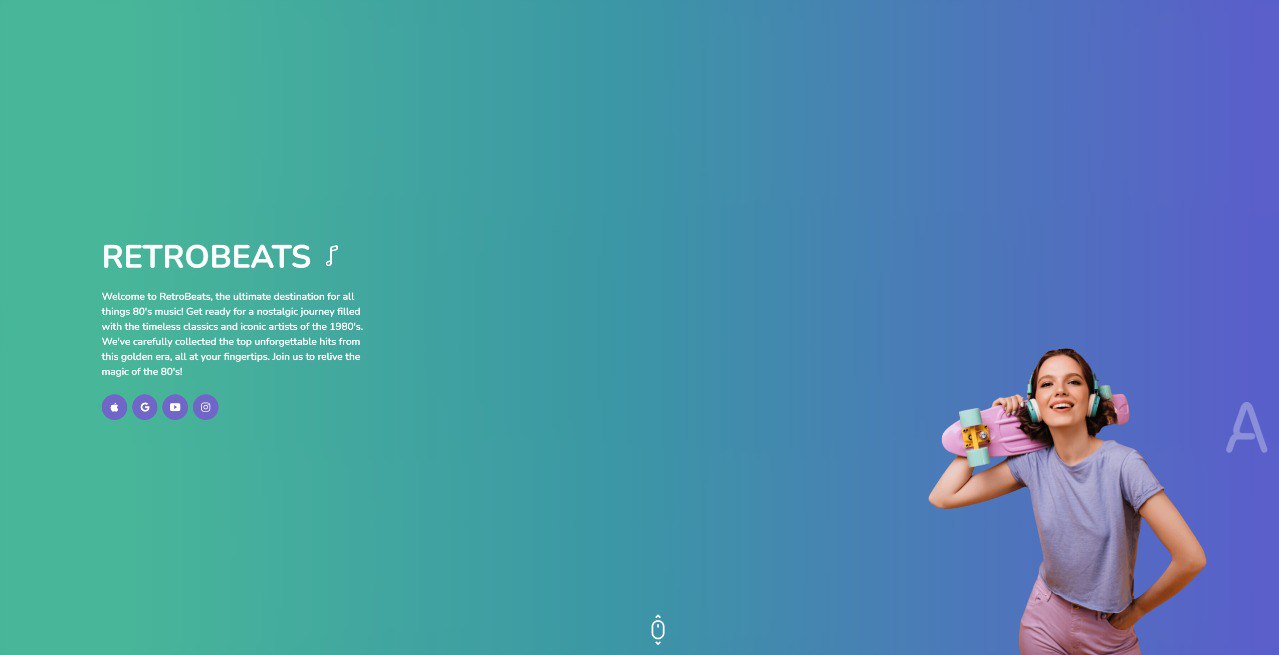 RETROBEATS
Welcome to RetroBeats, the ultimate destination for all
things 80's music! Get ready for a nostalgic journey filled
with the timeless classics and iconic artists of the 1980's.
We've carefully collected the top unforgettable hits from
this golden era, all at your fingertips. Join us to relive the
magic of the 80's!
A